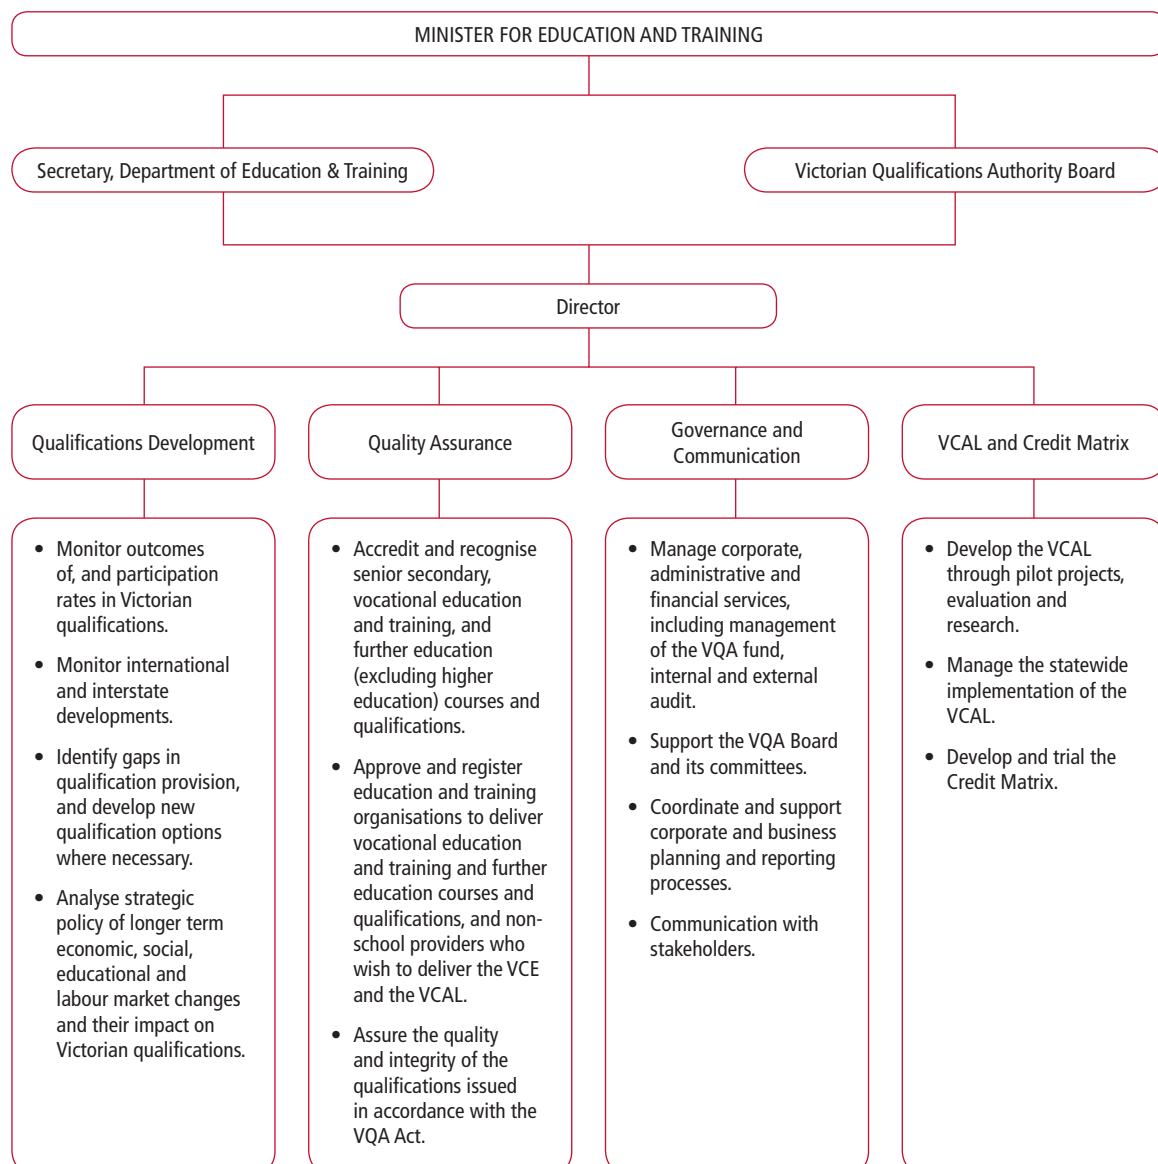 MINISTER FOR EDUCATION AND TRAINING
Secretary, Department of Education & Training
Victorian Qualifications Authority Board
Director
Qualifications Development
Quality Assurance
Governance and
Communication
VCAL and Credit Matrix
• Monitor outcomes
of, and participation
rates in Victorian
qualifications.
• Monitor international
and interstate
developments.
• Identify gaps in
qualification provision,
and develop new
qualification options
where necessary.
• Analyse strategic
policy of longer term
economic, social,
educational and
labour market changes
and their impact on
Victorian qualifications.
• Accredit and recognise
senior secondary,
vocational education
and training, and
further education
(excluding higher
education) courses and
qualifications.
• Approve and register
education and training
organisations to deliver
vocational education
and training and further
education courses and
qualifications, and non-
school providers who
wish to deliver the VCE
and the VCAL.
• Assure the quality
and integrity of the
qualifications issued
in accordance with the
VQA Act.
• Manage corporate,
administrative and
financial services,
including management
of the VQA fund,
internal and external
audit.
• Support the VQA Board
and its committees.
• Coordinate and support
corporate and business
planning and reporting
processes.
• Communication with
stakeholders.
• Develop the VCAL
through pilot projects,
evaluation and
research.
• Manage the statewide
implementation of the
VCAL.
• Develop and trial the
Credit Matrix.